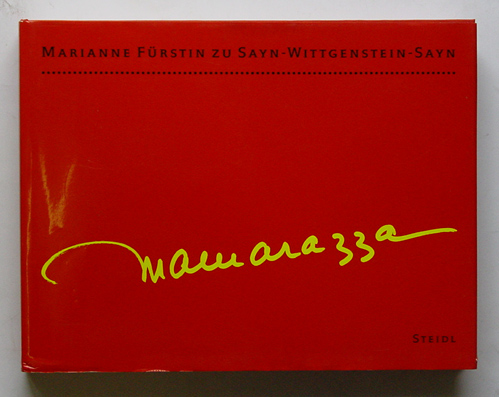 MARIANNE FÜRSTIN ZU SAYN-WITTGENSTEIN-SAYN
Mamarazza
STEIDL